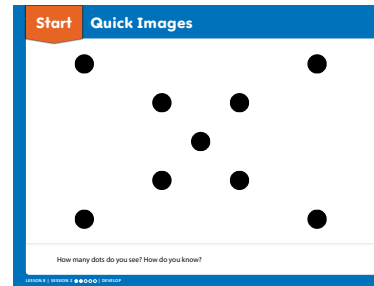 Start
Quick Images
How many dots do you see? How do you know?
LESSON 8 | SESSION 2 ●●○○○ | DEVELOP